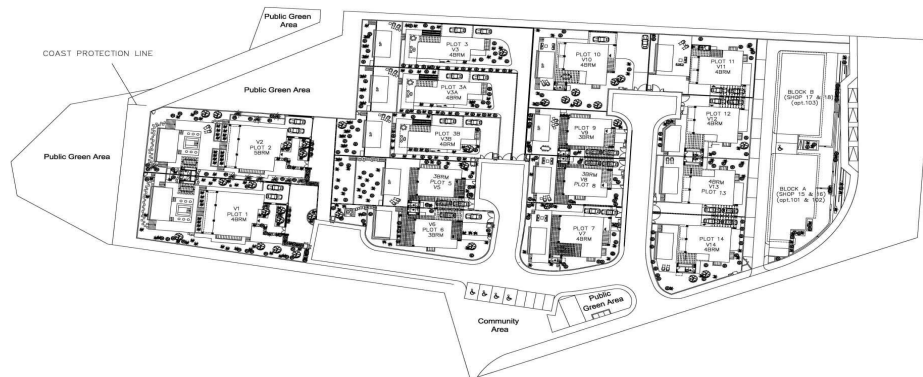 Public Green
Area
COAST PROTECTION LINE
Public Green Area
Public Green Area
PLOT 3
V3
4BRM
PLOT 3A
V3A
4BRM
PLOT 3B
V3B
4BRM
V2
PLOT 2
5BRM
V1
PLOT 1
4BRM
3BRM
PLOT 5
V5
V6
PLOT 6
3BRM
PLOT 10
V10
4BRM
PLOT 9
V9
4BRM
3BRM
V8
PLOT 8
PLOT 7
V7
4BRM
PLOT 11
V11
4BRM
PLOT 12
V12
4BRM
4BRM
V13
PLOT 13
PLOT 14
V14
4BRM
BLOCK B
(SHOP 17 & 18)
(apt.103)
BLOCK A
(SHOP 15 & 16)
(apt.101 & 102)
Public
Green Area
Community
Area